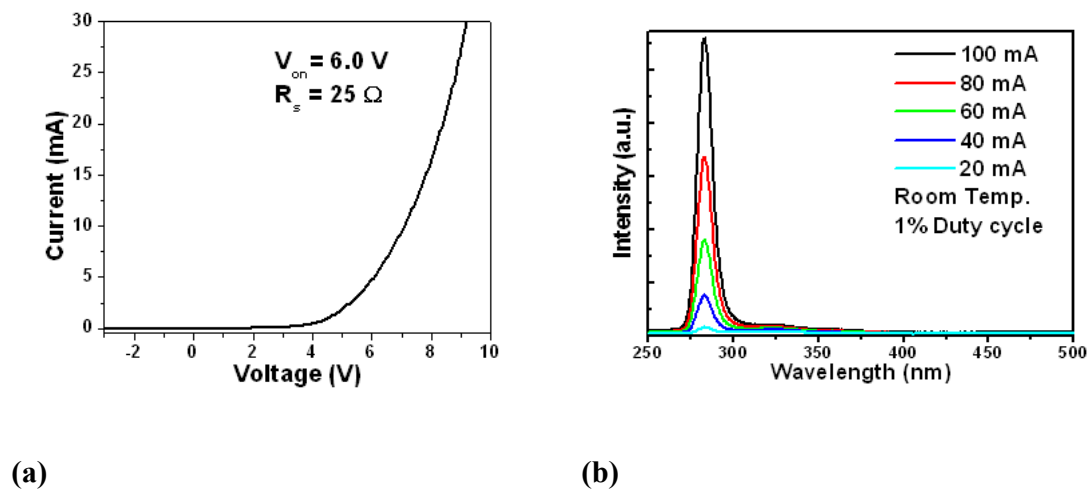 30
25
20
15
10
5
0
Current (mA)
V_on = 6.0 V
R_s = 25 Ω
-2 0 2 4 6 8 10
Voltage (V)
(a)
Intensity (a.u.)
100 mA
80 mA
60 mA
40 mA
20 mA
Room Temp.
1% Duty cycle
250 300 350 400 450 500
Wavelength (nm)
(b)